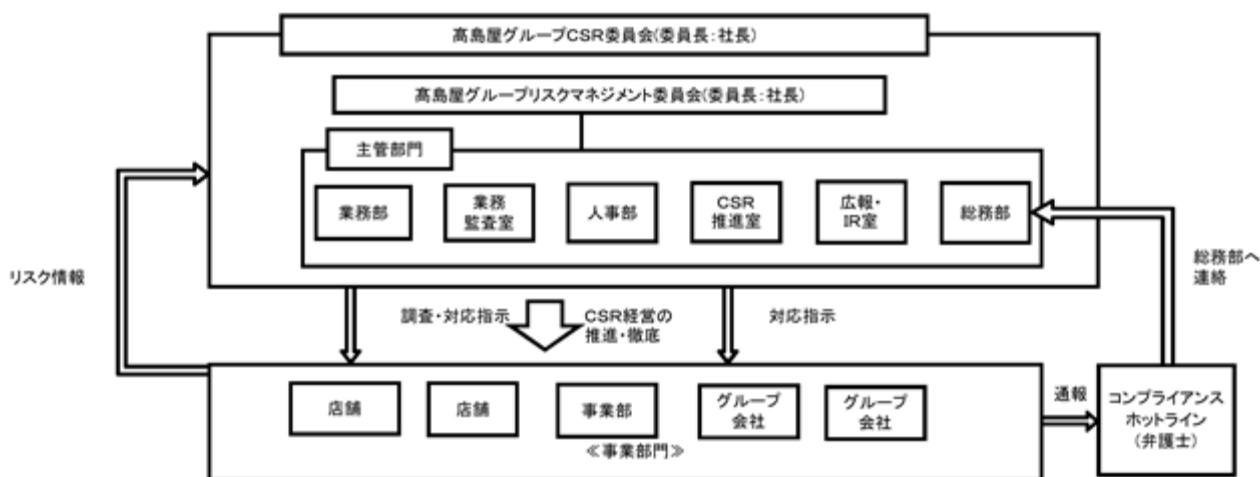 髙島屋グループCSR委員会(委員長:社長)
髙島屋グループリスクマネジメント委員会(委員長:社長)
主管部門
業務部
業務
監査室
人事部
CSR
推進室
広報・
IR室
総務部
リスク情報
総務部へ
連絡
調査・対応指示
CSR経営の
推進・徹底
対応指示
店舗
店舗
事業部
グループ
会社
グループ
会社
≪事業部門≫
通報
コンプライアンス
ホットライン
(弁護士)